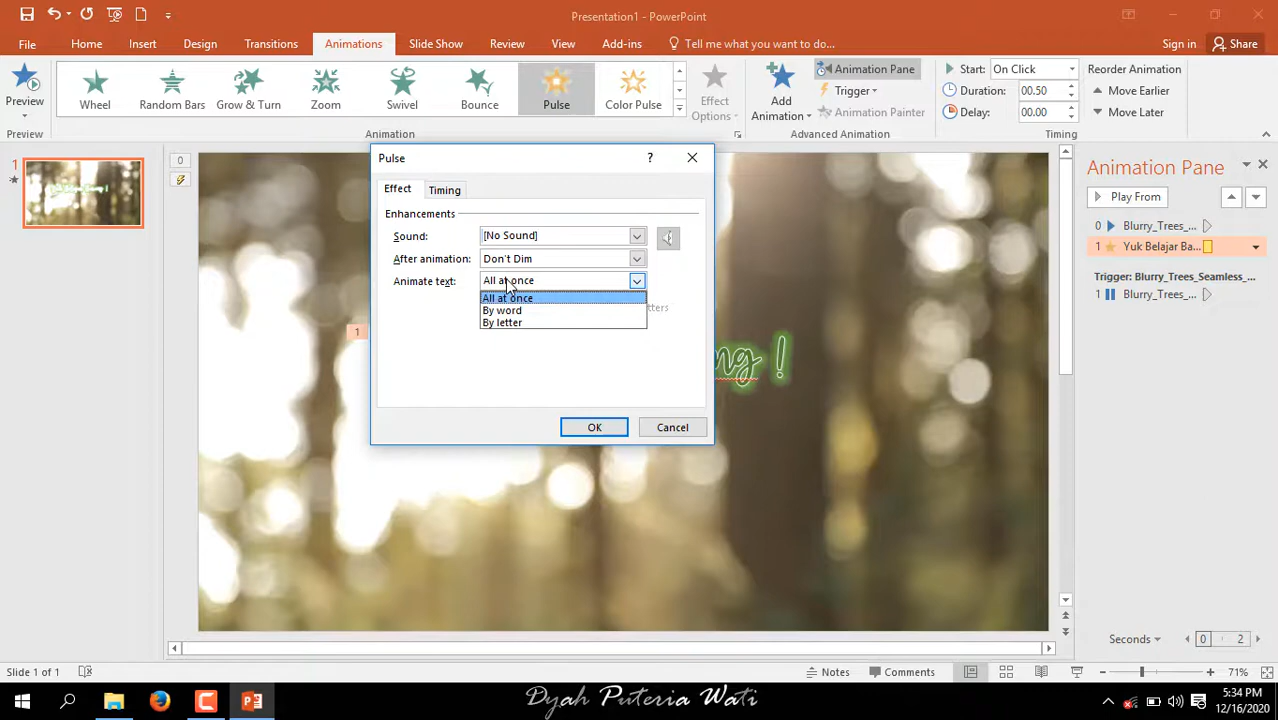 Presentation1 - PowerPoint
File Home Insert Design Transitions Animations Slide Show Review View Add-ins Tell me what you want to do... Sign in Share
Preview
Wheel Random Bars Grow & Turn Zoom Swivel Bounce Pulse Color Pulse
Effect Options
Add Animation
Animation Pane
Trigger
Animation Painter
Start: On Click
Duration: 00.50
Delay: 00.00
Reorder Animation
Move Earlier
Move Later
Preview Animation Advanced Animation Timing
1
0
Pulse ?
Effect Timing
Enhancements
Sound: [No Sound]
After animation: Don't Dim
Animate text: All at once
All at once
By word
By letter
tters
OK Cancel
1
ng !
Animation Pane
Play From
0 Blurry_Trees_...
1 Yuk Belajar Ba...
Trigger: Blurry_Trees_Seamless_...
1 Blurry_Trees_...
Seconds 0 2
Slide 1 of 1 Notes Comments 71%
Dyah Puteria Wati
5:34 PM
12/16/2020